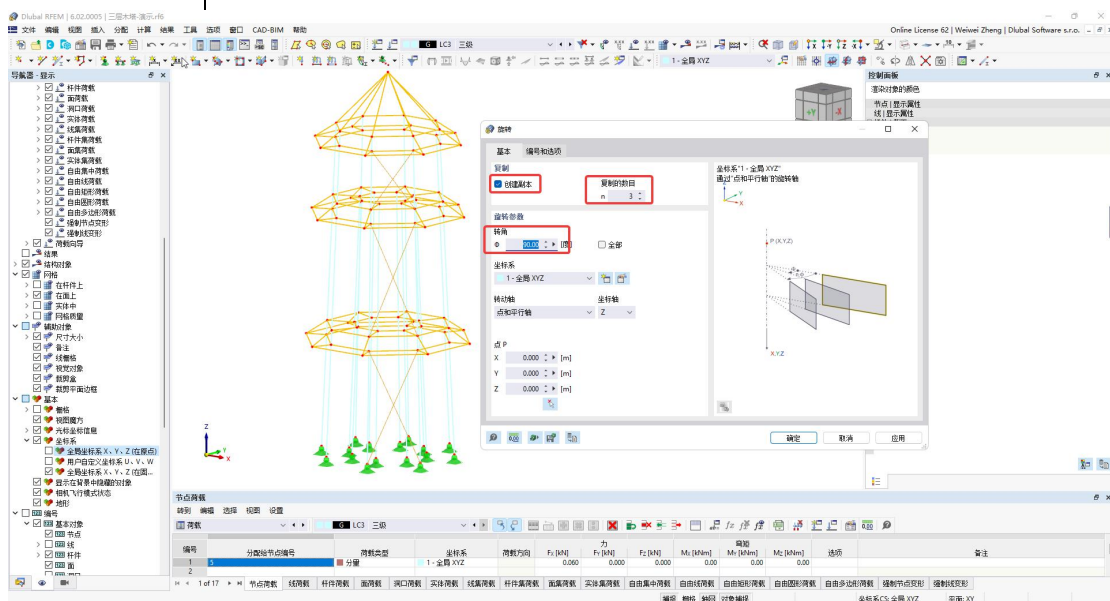 Dlubal RFEM | 6.02.0005 | 三层木塔-演示.rf6
文件 编辑 视图 插入 分配 计算 结果 工具 选项 窗口 CAD-BIM 帮助
Online License 62 | Weiwei Zheng | Dlubal Software s.r.o.
G LC3 三级
1 - 全局 XYZ
导航器 - 显示
杆件荷载
面荷载
洞口荷载
实体荷载
线集荷载
杆件集荷载
面集荷载
实体集荷载
自由集中荷载
自由线荷载
自由矩形荷载
自由圆形荷载
自由多边形荷载
强制节点变形
强制线变形
荷载向导
结果
结构对象
网格
在杆件上
在面上
实体中
网格质量
辅助对象
尺寸大小
备注
线栅格
视觉对象
裁剪盒
裁剪平面边框
基本
栅格
视图魔方
光标坐标信息
坐标系
全局坐标系 X、Y、Z (在原点)
用户自定义坐标系 U、V、W
全局坐标系 X、Y、Z (在图...
显示在背景中隐藏的对象
相机飞行模式状态
地形
编号
基本对象
节点
线
杆件
面
Z
Y
X
+Y
-X
控制面板
渲染对象的颜色
节点 | 显示属性
线 | 显示属性
旋转
基本 编号和选项
复制
创建副本
复制的数目
n 3
旋转参数
转角
Φ 90.00 [度] 全部
坐标系
1 - 全局 XYZ
转动轴 坐标轴
点和平行轴 Z
点 P
X 0.000 [m]
Y 0.000 [m]
Z 0.000 [m]
坐标系"1 - 全局 XYZ"
通过"点和平行轴"的旋转轴
Y
X
P (X,Y,Z)
X,Y,Z
确定 取消 应用
节点荷载
转到 编辑 选择 视图 设置
荷载 G LC3 三级
编号 分配给节点编号 荷载类型 坐标系 荷载方向 力 弯矩 选项 备注
Fx [kN] Fy [kN] Fz [kN] Mx [kNm] My [kNm] Mz [kNm]
1 5 分量 1 - 全局 XYZ 0.060 0.000 0.000 0.00 0.00 0.00
2
1 of 17 节点荷载 线荷载 杆件荷载 面荷载 洞口荷载 实体荷载 线集荷载 杆件集荷载 面集荷载 实体集荷载 自由集中荷载 自由线荷载 自由矩形荷载 自由圆形荷载 自由多边形荷载 强制节点变形 强制线变形
捕捉 栅格 轴网 对象捕捉 坐标系CS: 全局 XYZ 平面: XY